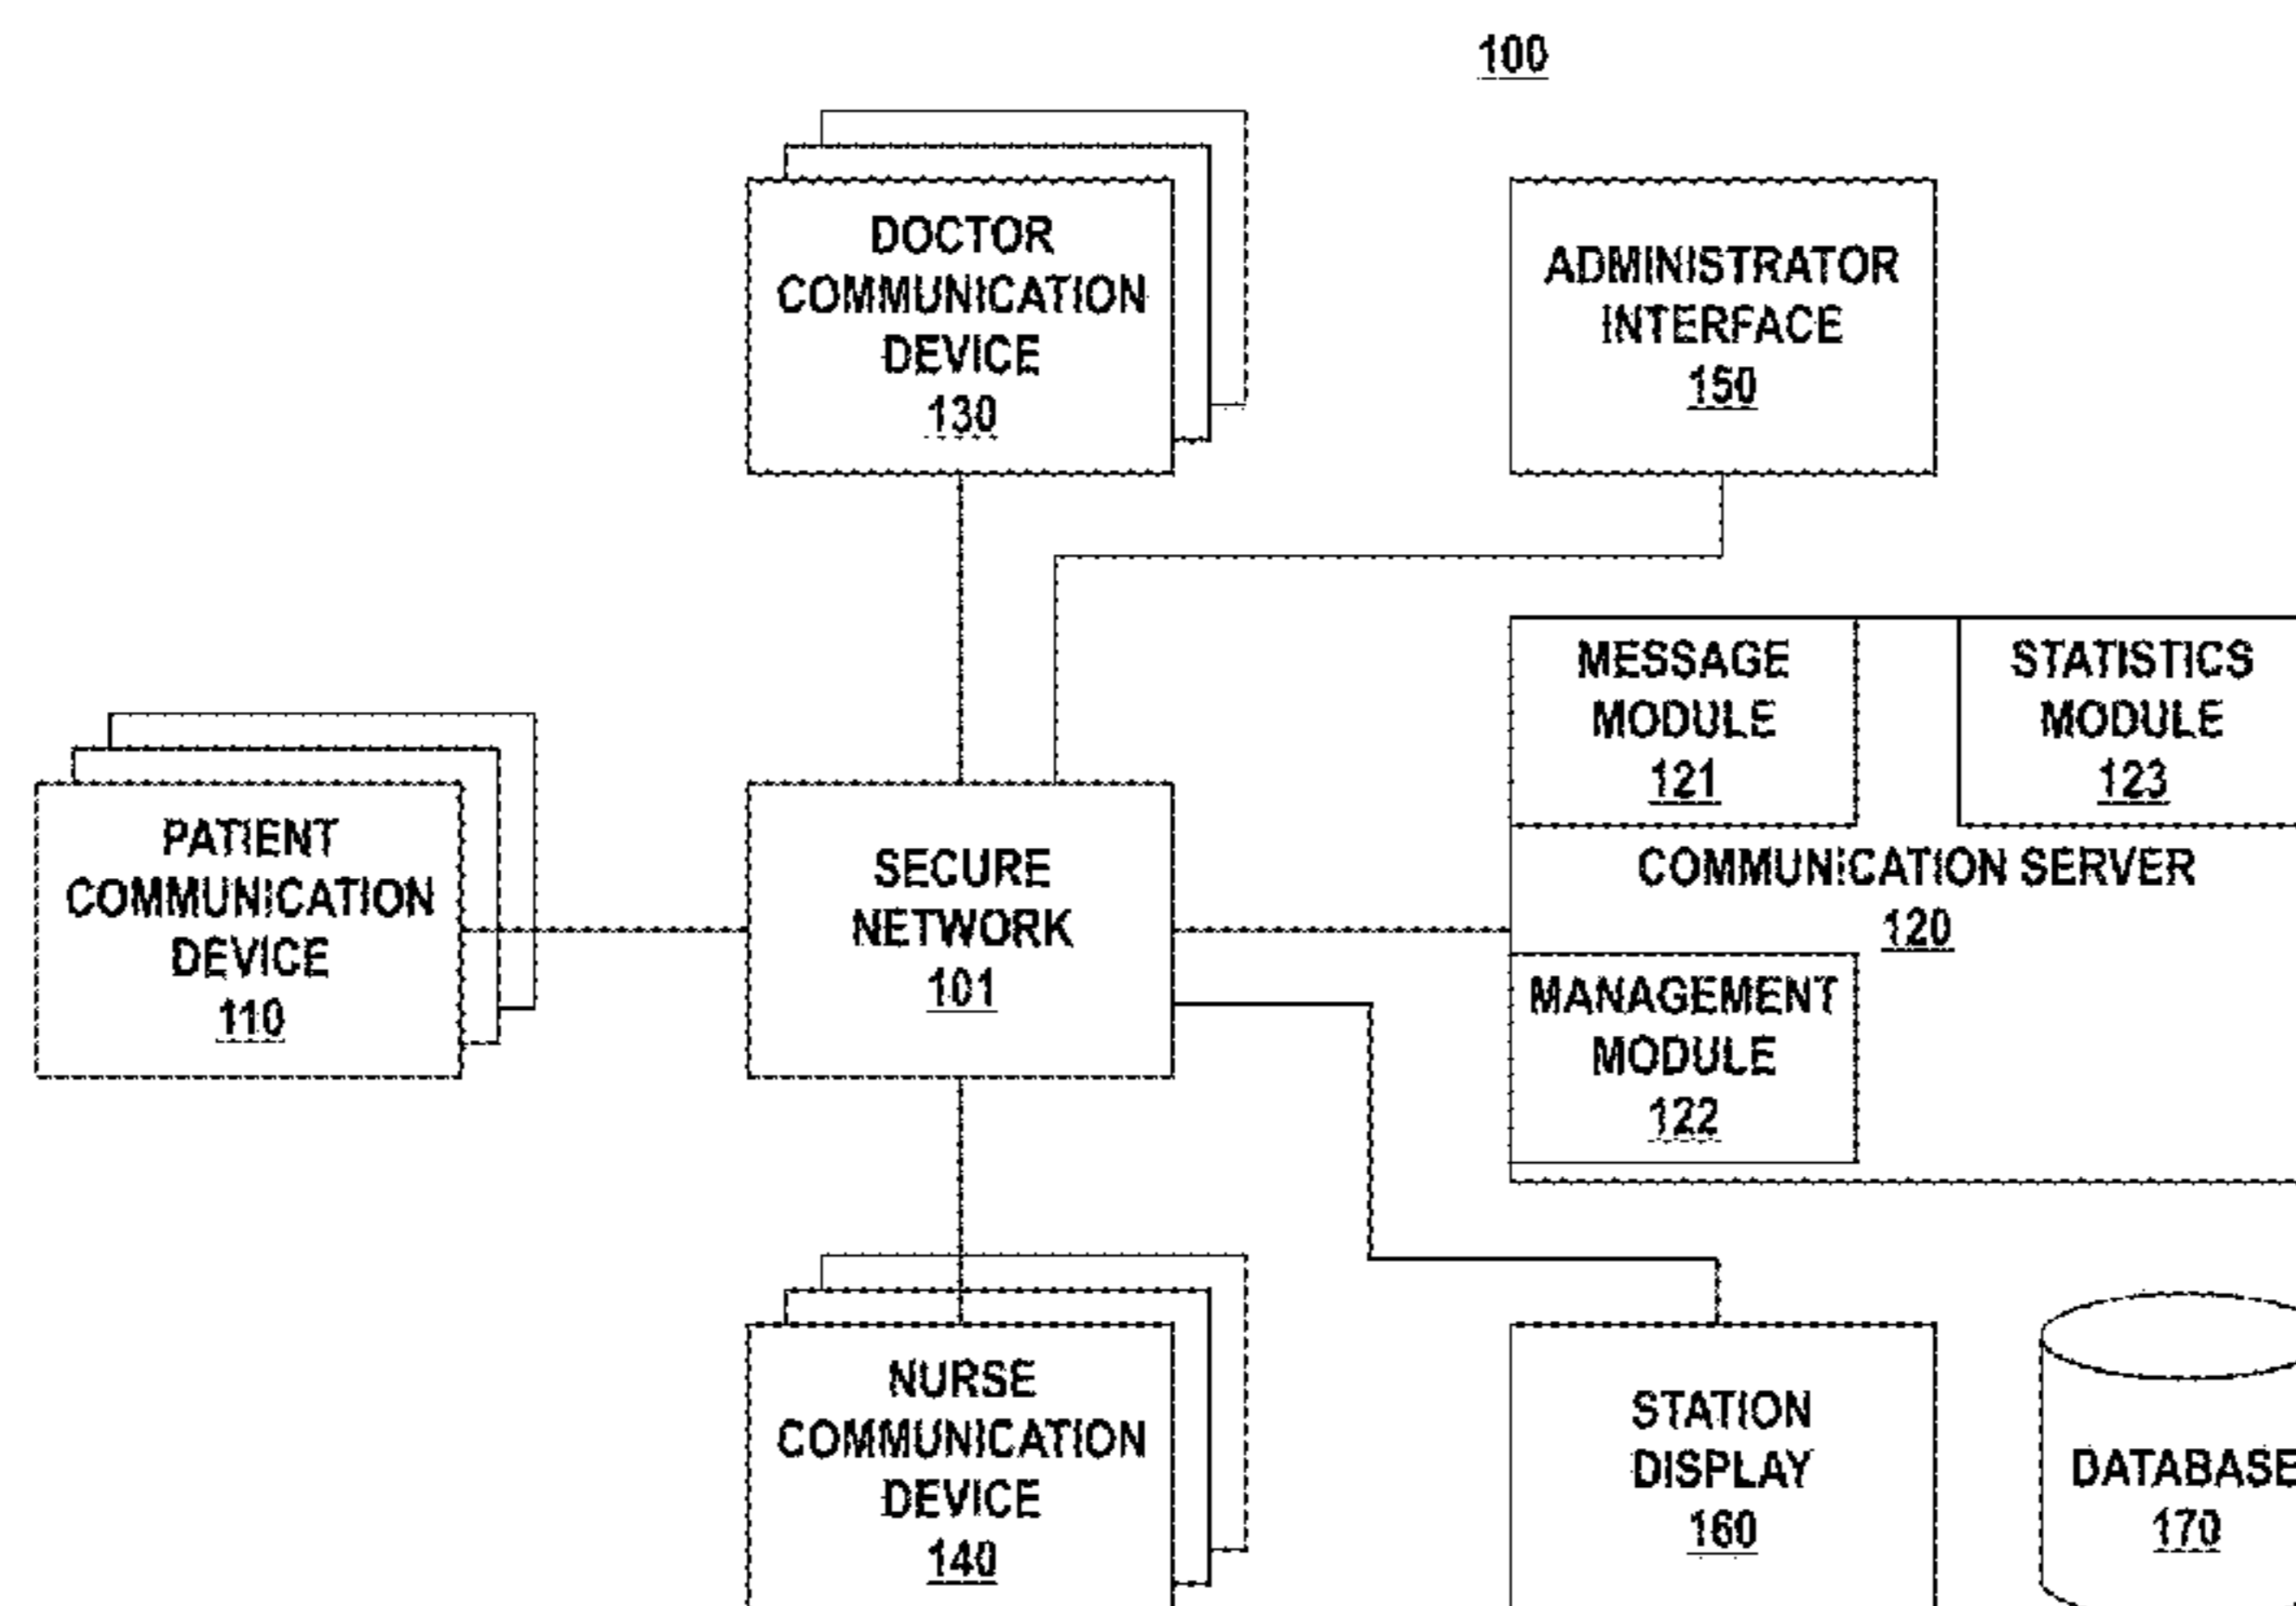 100
DOCTOR
COMMUNICATION
DEVICE
130
ADMINISTRATOR
INTERFACE
150
MESSAGE
MODULE
121
STATISTICS
MODULE
123
PATIENT
COMMUNICATION
DEVICE
110
SECURE
NETWORK
101
COMMUNICATION SERVER
120
MANAGEMENT
MODULE
122
NURSE
COMMUNICATION
DEVICE
140
STATION
DISPLAY
160
DATABASE
170